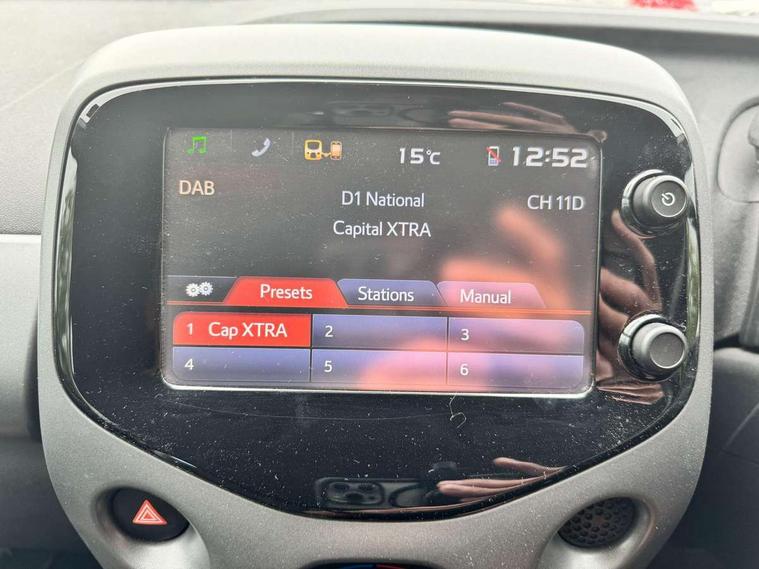 15°C 12:52
DAB D1 National CH 11D
Capital XTRA
Presets Stations Manual
1 Cap XTRA 2 3
4 5 6